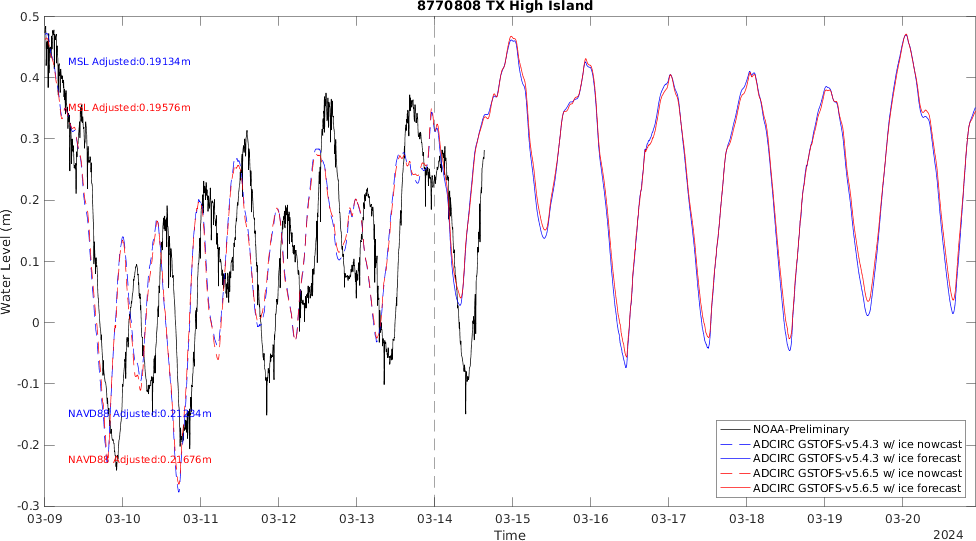 8770808 TX High Island
0.5
0.4
0.3
0.2
0.1
0
-0.1
-0.2
-0.3
Water Level (m)
MSL Adjusted:0.19134m
MSL Adjusted:0.19576m
NAVD88 Adjusted:0.21234m
NAVD88 Adjusted:0.21676m
NOAA-Preliminary
ADCIRC GSTOFS-v5.4.3 w/ ice nowcast
ADCIRC GSTOFS-v5.4.3 w/ ice forecast
ADCIRC GSTOFS-v5.6.5 w/ ice nowcast
ADCIRC GSTOFS-v5.6.5 w/ ice forecast
03-09 03-10 03-11 03-12 03-13 03-14 03-15 03-16 03-17 03-18 03-19 03-20
Time
2024